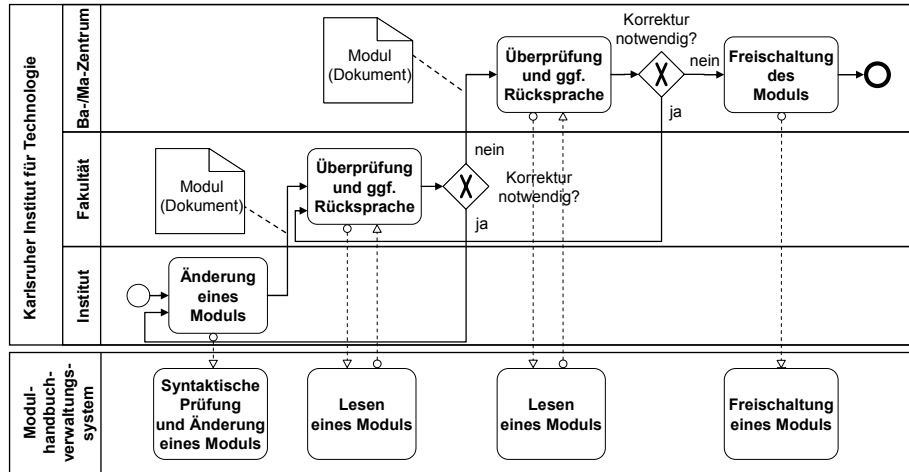 Karlsruher Institut für Technologie
Ba-/Ma-Zentrum
Modul
(Dokument)
Überprüfung
und ggf.
Rücksprache
Korrektur
notwendig?
nein
ja
Freischaltung
des
Moduls
Fakultät
Modul
(Dokument)
Überprüfung
und ggf.
Rücksprache
nein
Korrektur
notwendig?
ja
Institut
Änderung
eines
Moduls
Modul-
handbuch-
verwaltungs-
system
Syntaktische
Prüfung
und Änderung
eines Moduls
Lesen
eines Moduls
Lesen
eines Moduls
Freischaltung
eines Moduls